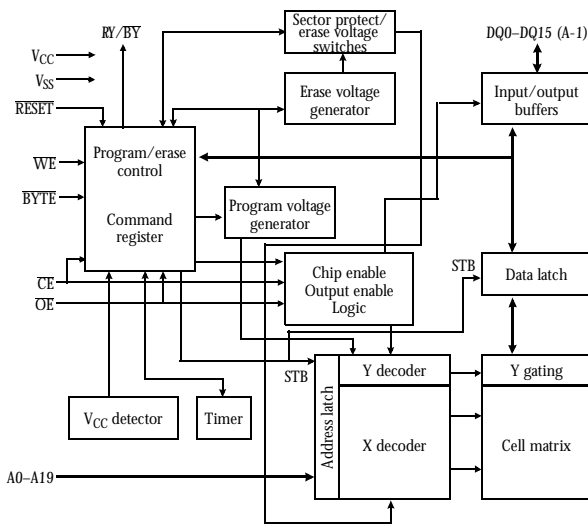 RY/BY
Sector protect/
erase voltage
switches
DQ0–DQ15 (A-1)
VCC
VSS
RESET
Erase voltage
generator
Input/output
buffers
Program/erase
control
WE
BYTE
Command
register
Program voltage
generator
STB
Data latch
Chip enable
Output enable
Logic
CE
OE
STB
Address latch
Y decoder
Y gating
VCC detector
Timer
X decoder
Cell matrix
A0–A19